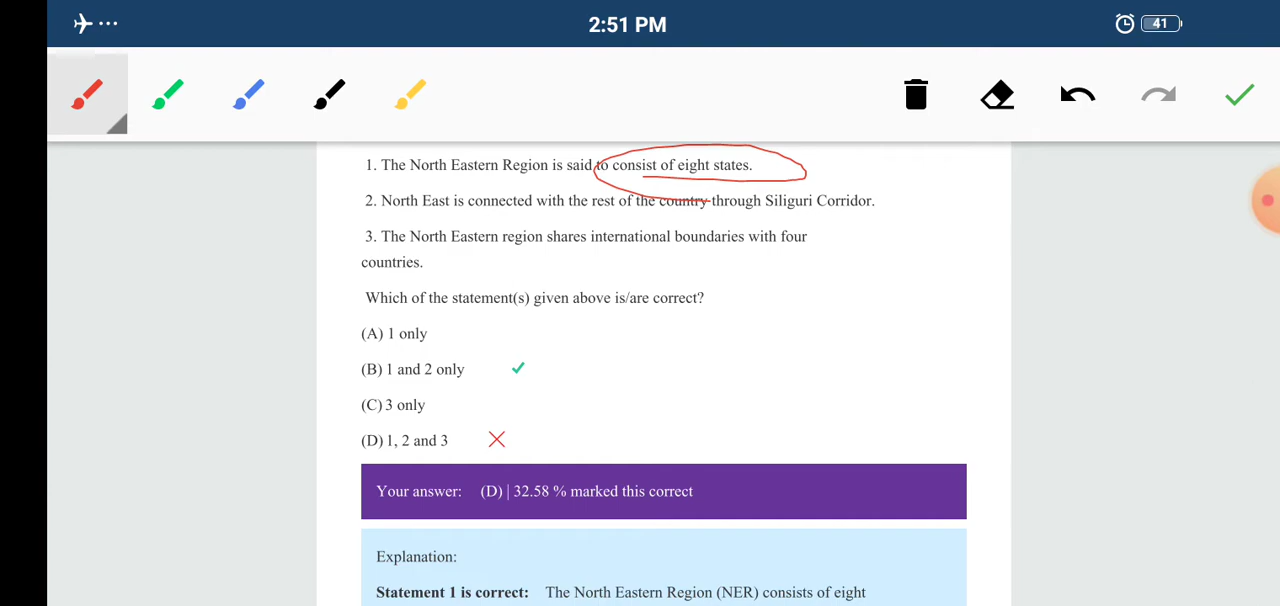 2:51 PM
41
1. The North Eastern Region is said to consist of eight states.
2. North East is connected with the rest of the country through Siliguri Corridor.
3. The North Eastern region shares international boundaries with four
countries.
Which of the statement(s) given above is/are correct?
(A) 1 only
(B) 1 and 2 only
(C) 3 only
(D) 1, 2 and 3
Your answer: (D) | 32.58 % marked this correct
Explanation:
Statement 1 is correct: The North Eastern Region (NER) consists of eight